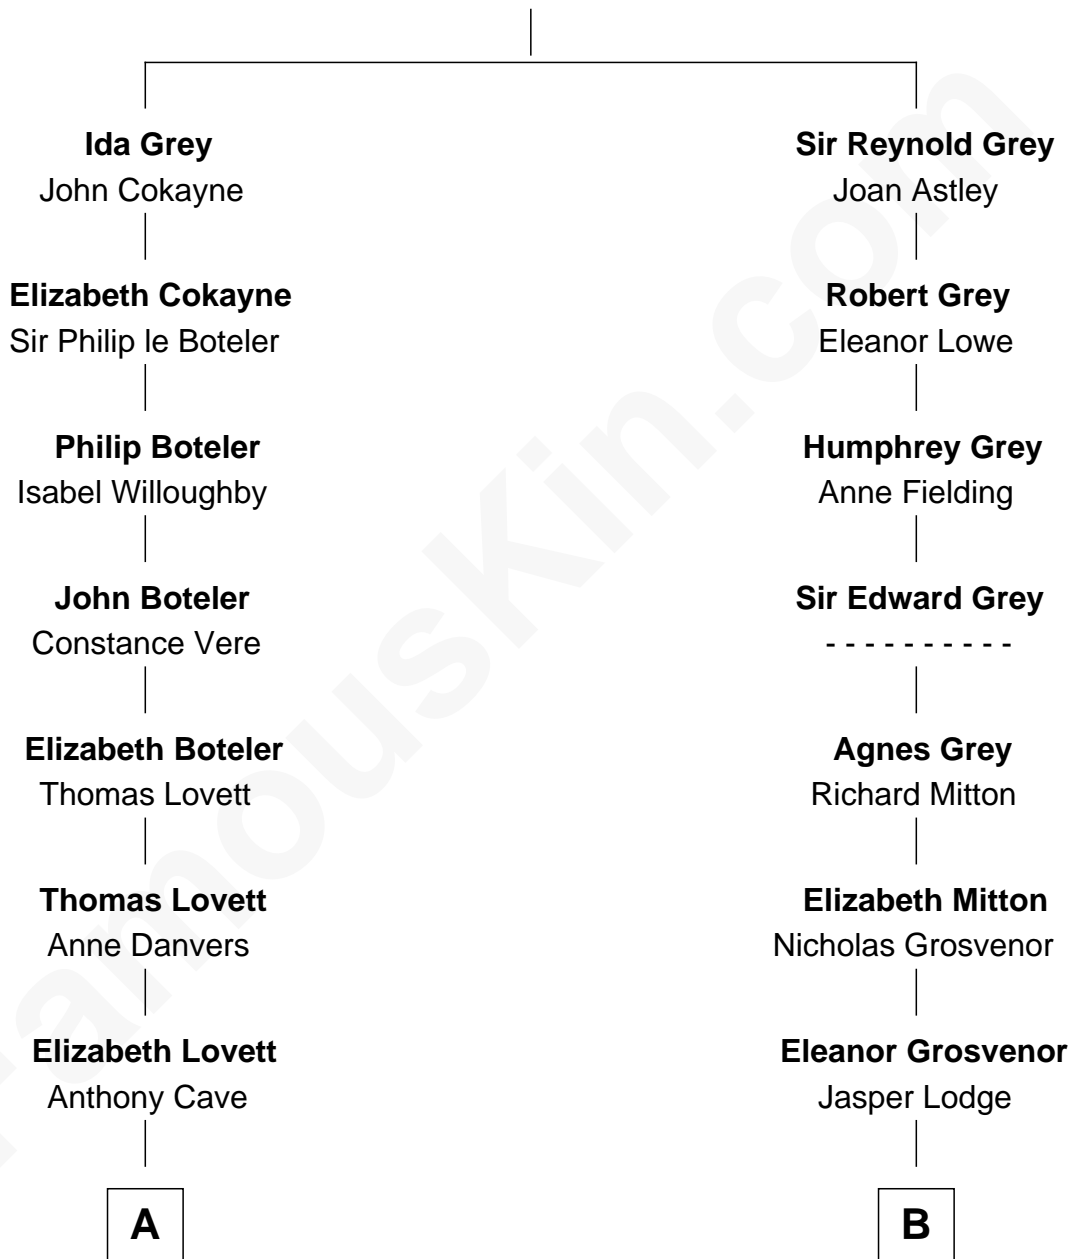 Ida Grey
John Cokayne
Sir Reynold Grey
Joan Astley
Elizabeth Cokayne
Sir Philip le Boteler
Robert Grey
Eleanor Lowe
Philip Boteler
Isabel Willoughby
Humphrey Grey
Anne Fielding
John Boteler
Constance Vere
Sir Edward Grey
- - - - - - - - - -
Elizabeth Boteler
Thomas Lovett
Agnes Grey
Richard Mitton
Thomas Lovett
Anne Danvers
Elizabeth Mitton
Nicholas Grosvenor
Elizabeth Lovett
Anthony Cave
Eleanor Grosvenor
Jasper Lodge
A
B
FamousKin.com